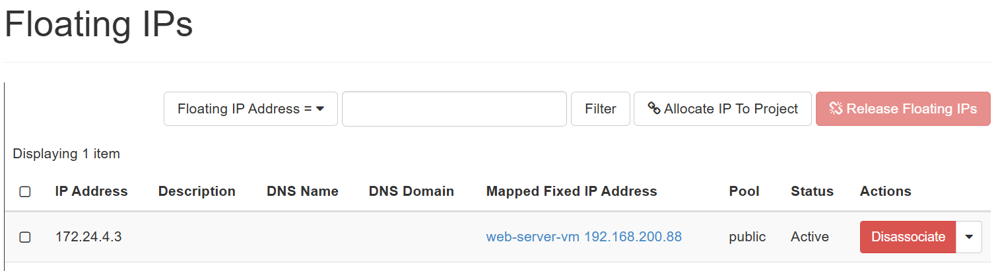 Floating IPs
Floating IP Address = Filter Allocate IP To Project Release Floating IPs
Displaying 1 item
IP Address Description DNS Name DNS Domain Mapped Fixed IP Address Pool Status Actions
172.24.4.3 web-server-vm 192.168.200.88 public Active Disassociate